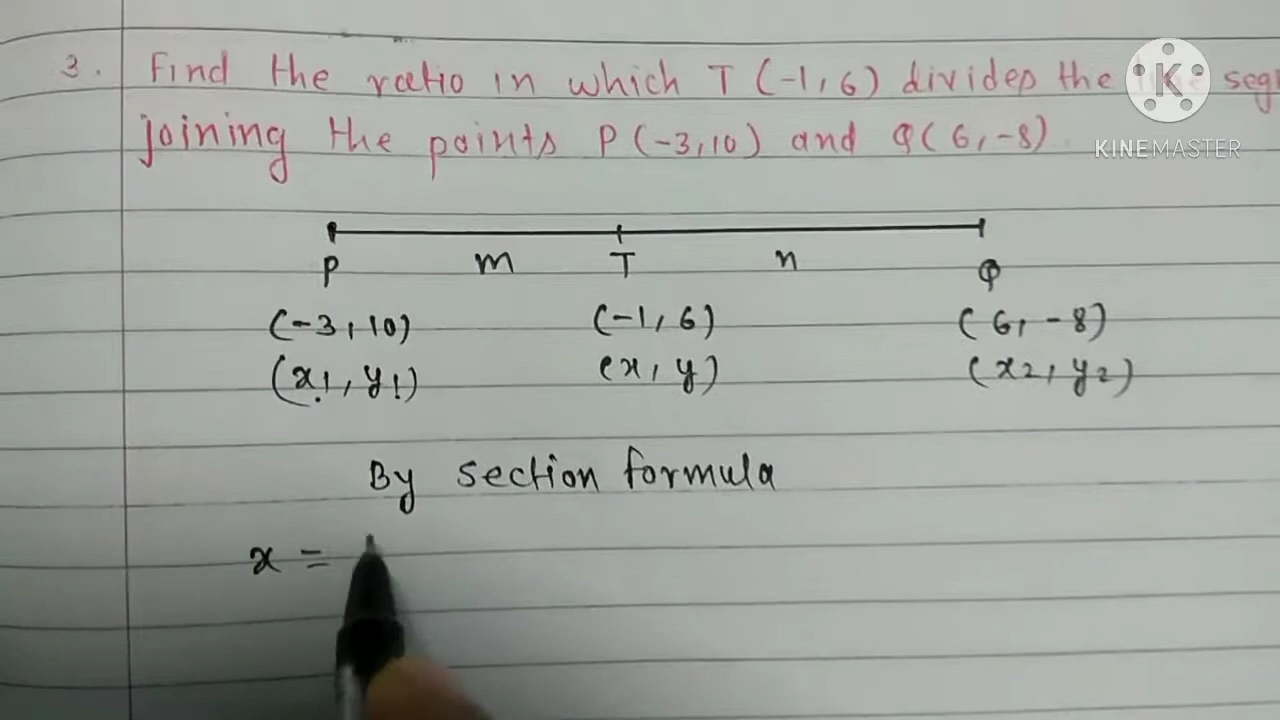 3. Find the ratio in which T (-1,6) divides the seg
joining the points P (-3,10) and Q (6,-8)
K
KINEMASTER
P m T n Q
(-3,10) (-1,6) (6,-8)
(x1,y1) (x,y) (x2,y2)
By section formula
x =